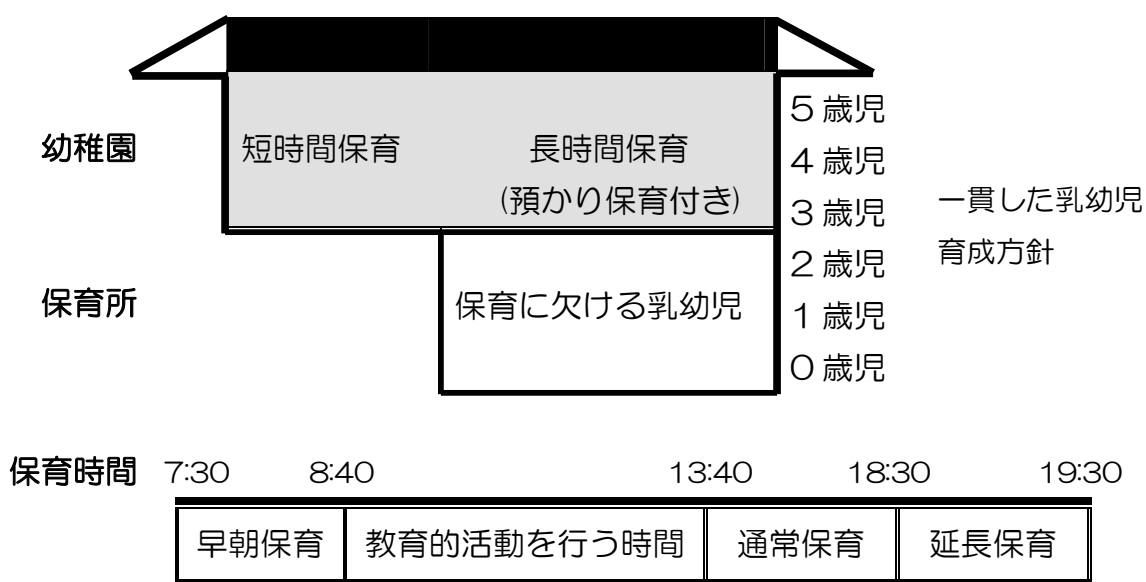 5歳児
幼稚園 短時間保育 長時間保育 4歳児
(預かり保育付き) 3歳児 一貫した乳幼児
2歳児 育成方針
保育所 保育に欠ける乳幼児 1歳児
0歳児
保育時間 7:30 8:40 13:40 18:30 19:30
早朝保育 教育的活動を行う時間 通常保育 延長保育